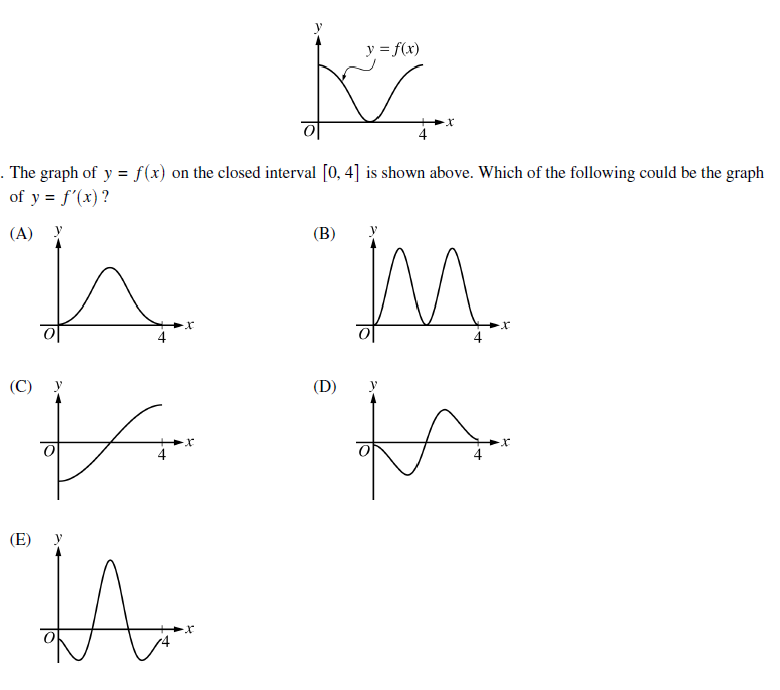 y
y = f(x)
O
4
x
. The graph of y = f(x) on the closed interval [0, 4] is shown above. Which of the following could be the graph
of y = f′(x) ?
(A) y
O
4
x
(B) y
O
4
x
(C) y
O
4
x
(D) y
O
4
x
(E) y
O
4
x